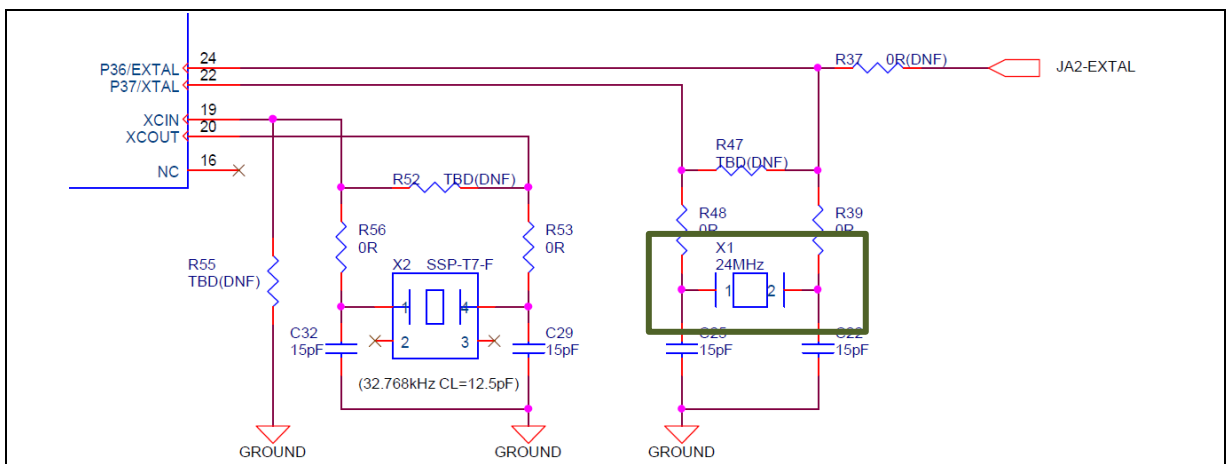 24
P36/EXTAL
22
P37/XTAL
19
XCIN
20
XCOUT
16
NC
R37 0R(DNF)
JA2-EXTAL
R47
TBD(DNF)
R52 TBD(DNF)
R56
0R
R53
0R
R48
0R
R39
0R
R55
TBD(DNF)
X2 SSP-T7-F
1 4
2 3
X1
24MHz
1 2
C32
15pF
C29
15pF
C25
15pF
C22
15pF
(32.768kHz CL=12.5pF)
GROUND GROUND GROUND